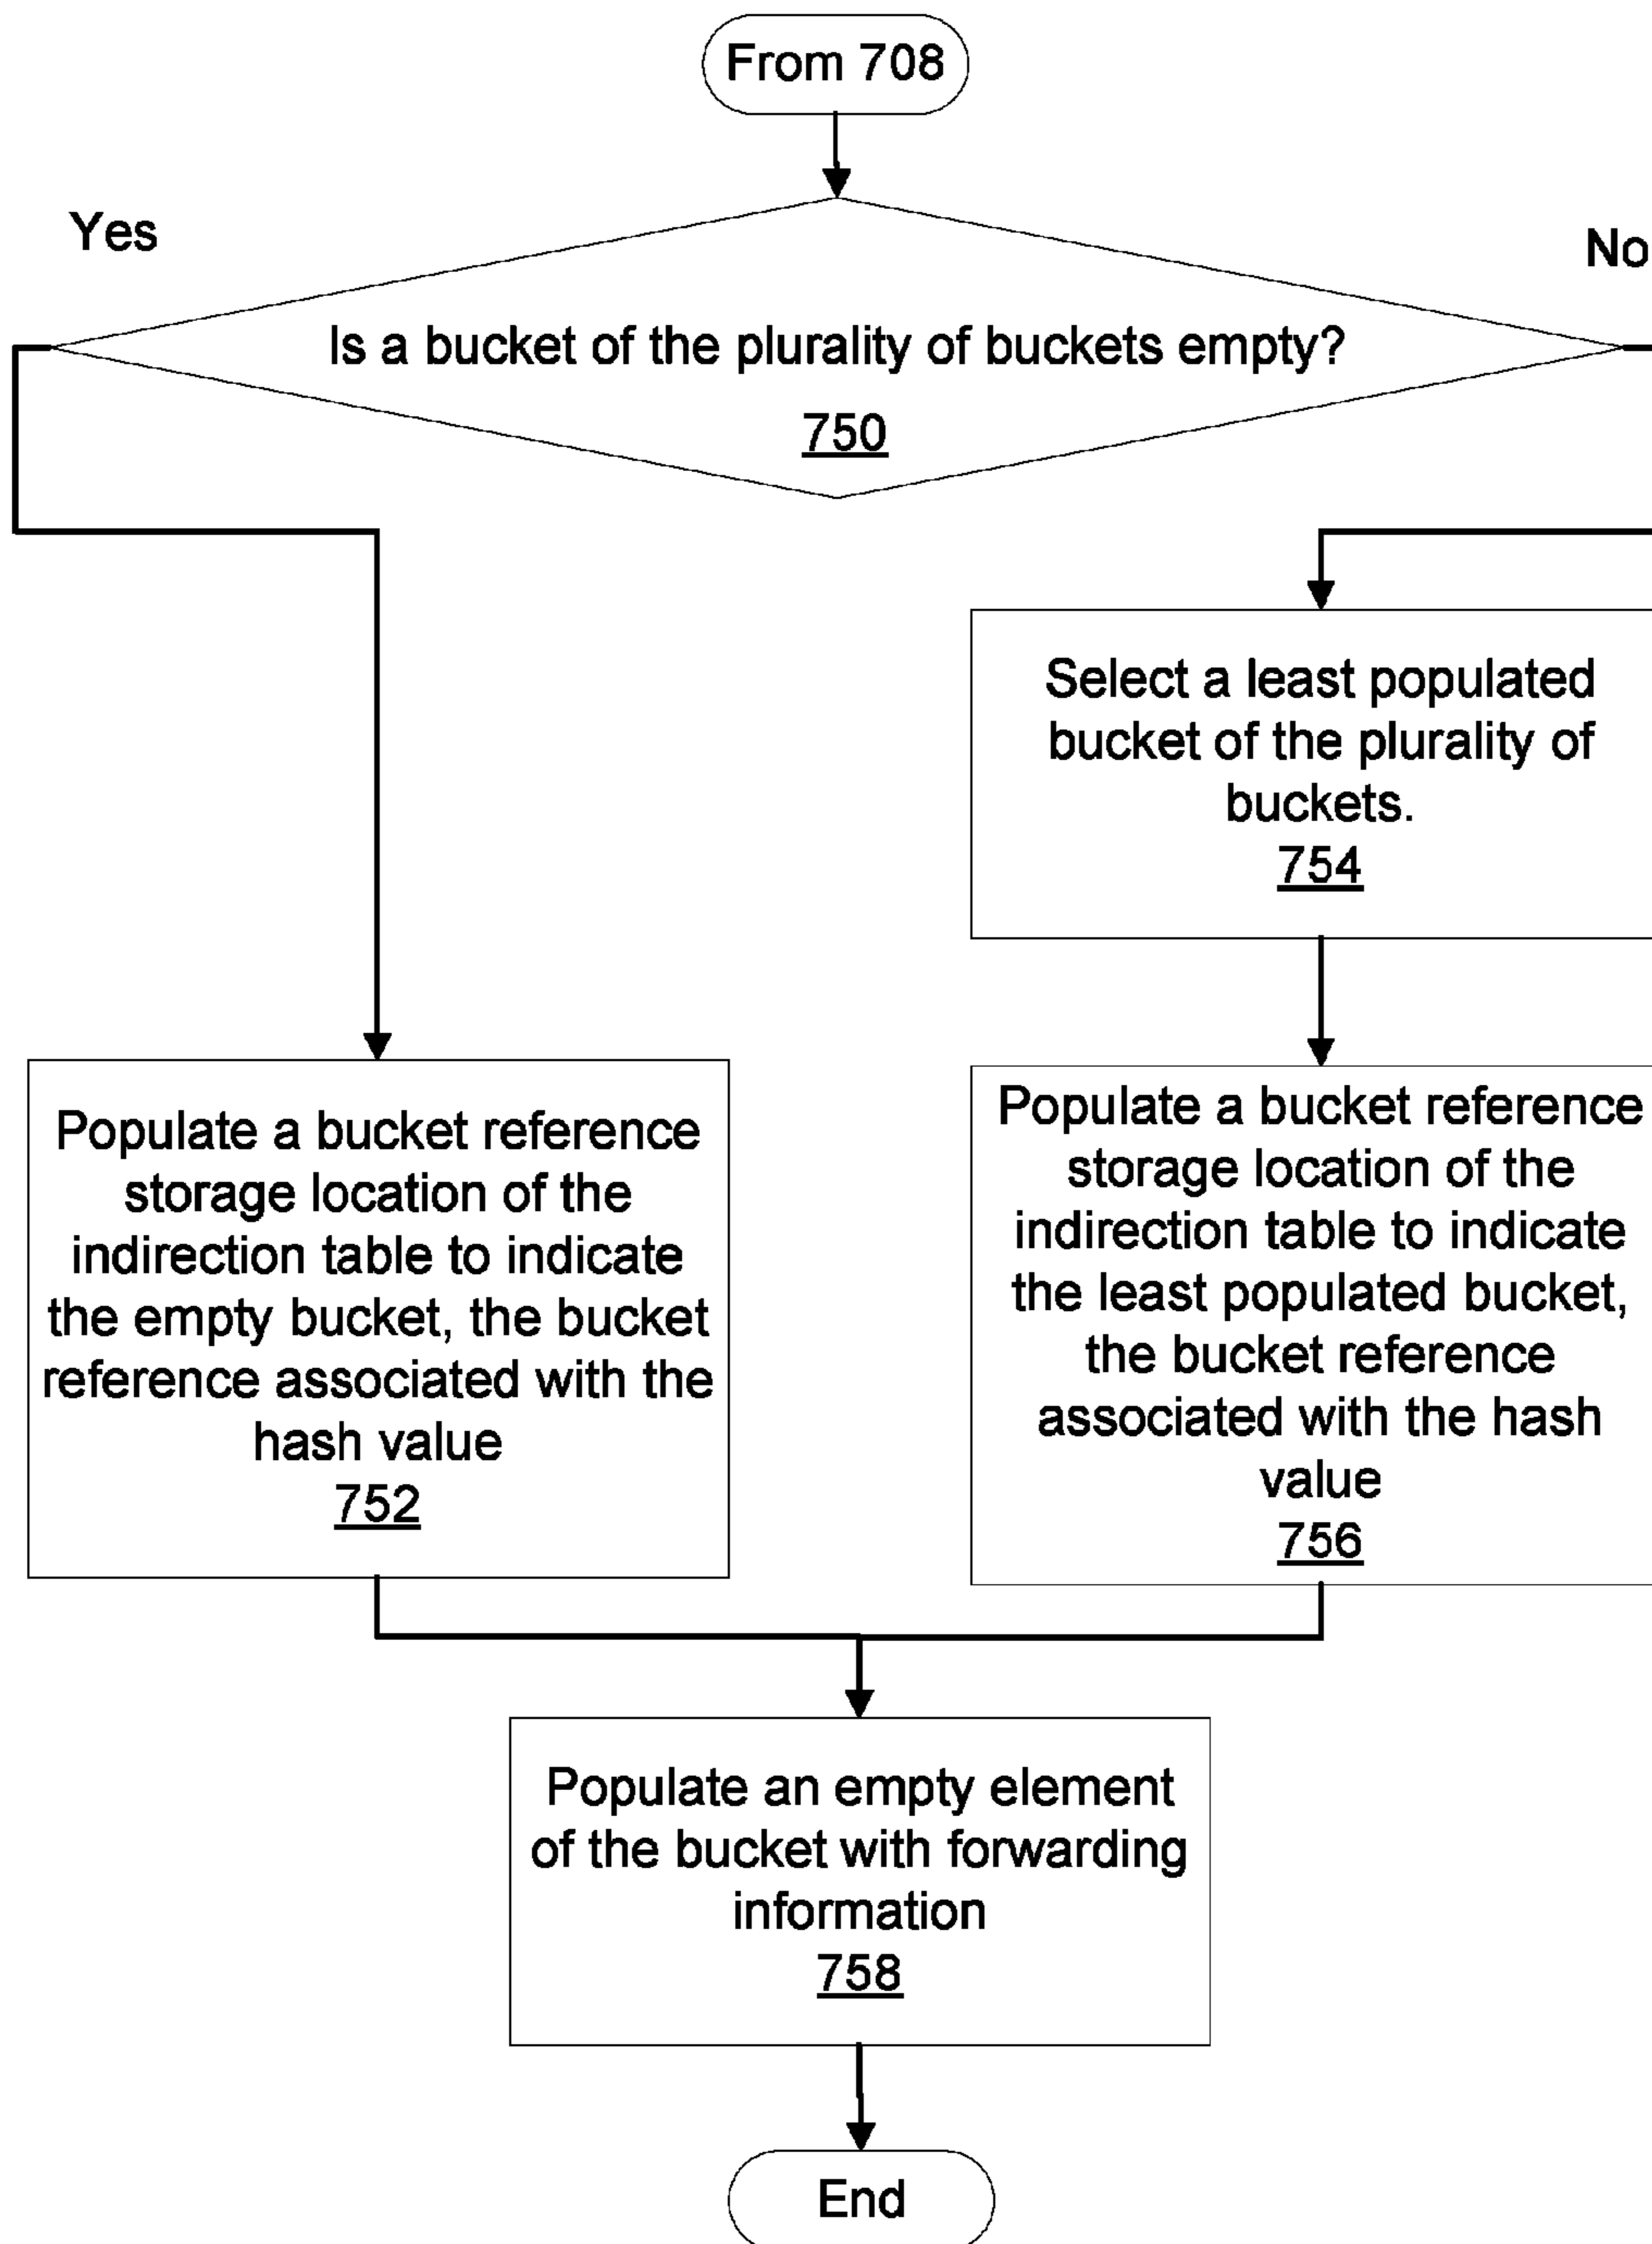 From 708
Yes
No
Is a bucket of the plurality of buckets empty?
750
Select a least populated
bucket of the plurality of
buckets.
754
Populate a bucket reference
storage location of the
indirection table to indicate
the empty bucket, the bucket
reference associated with the
hash value
752
Populate a bucket reference
storage location of the
indirection table to indicate
the least populated bucket,
the bucket reference
associated with the hash
value
756
Populate an empty element
of the bucket with forwarding
information
758
End